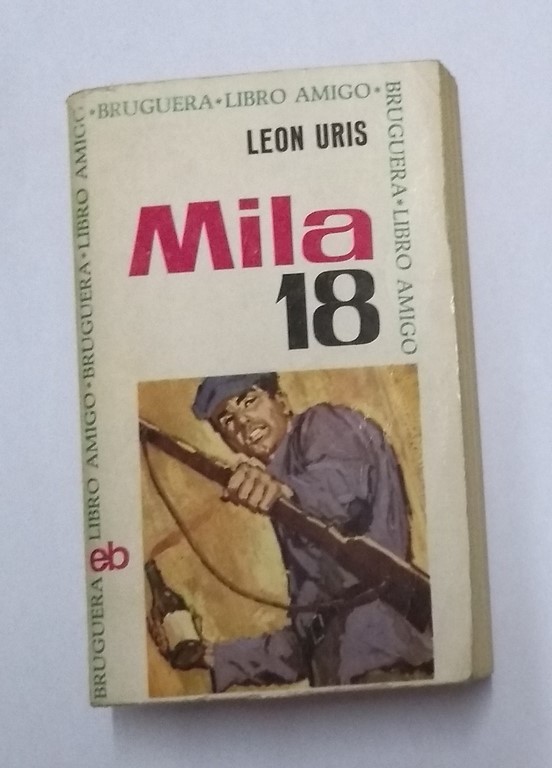 •BRUGUERA•LIBRO AMIGO•
BRUGUERA•LIBRO AMIGO
LEON URIS
Mila
18
BRUGUERA LIBRO AMIGO•BRUGUERA•LIBRO AMIGO
eb